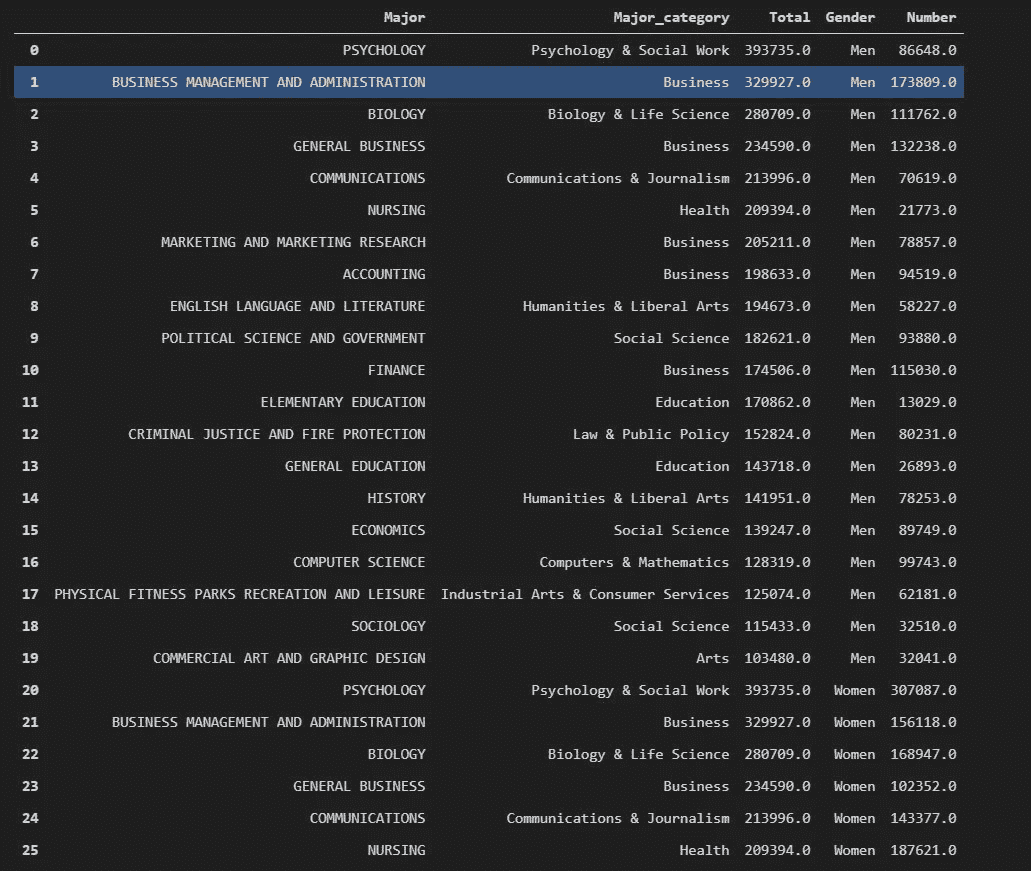 Major Major_category Total Gender Number
0 PSYCHOLOGY Psychology & Social Work 393735.0 Men 86648.0
1 BUSINESS MANAGEMENT AND ADMINISTRATION Business 329927.0 Men 173809.0
2 BIOLOGY Biology & Life Science 280709.0 Men 111762.0
3 GENERAL BUSINESS Business 234590.0 Men 132238.0
4 COMMUNICATIONS Communications & Journalism 213996.0 Men 70619.0
5 NURSING Health 209394.0 Men 21773.0
6 MARKETING AND MARKETING RESEARCH Business 205211.0 Men 78857.0
7 ACCOUNTING Business 198633.0 Men 94519.0
8 ENGLISH LANGUAGE AND LITERATURE Humanities & Liberal Arts 194673.0 Men 58227.0
9 POLITICAL SCIENCE AND GOVERNMENT Social Science 182621.0 Men 93880.0
10 FINANCE Business 174506.0 Men 115030.0
11 ELEMENTARY EDUCATION Education 170862.0 Men 13029.0
12 CRIMINAL JUSTICE AND FIRE PROTECTION Law & Public Policy 152824.0 Men 80231.0
13 GENERAL EDUCATION Education 143718.0 Men 26893.0
14 HISTORY Humanities & Liberal Arts 141951.0 Men 78253.0
15 ECONOMICS Social Science 139247.0 Men 89749.0
16 COMPUTER SCIENCE Computers & Mathematics 128319.0 Men 99743.0
17 PHYSICAL FITNESS PARKS RECREATION AND LEISURE Industrial Arts & Consumer Services 125074.0 Men 62181.0
18 SOCIOLOGY Social Science 115433.0 Men 32510.0
19 COMMERCIAL ART AND GRAPHIC DESIGN Arts 103480.0 Men 32041.0
20 PSYCHOLOGY Psychology & Social Work 393735.0 Women 307087.0
21 BUSINESS MANAGEMENT AND ADMINISTRATION Business 329927.0 Women 156118.0
22 BIOLOGY Biology & Life Science 280709.0 Women 168947.0
23 GENERAL BUSINESS Business 234590.0 Women 102352.0
24 COMMUNICATIONS Communications & Journalism 213996.0 Women 143377.0
25 NURSING Health 209394.0 Women 187621.0